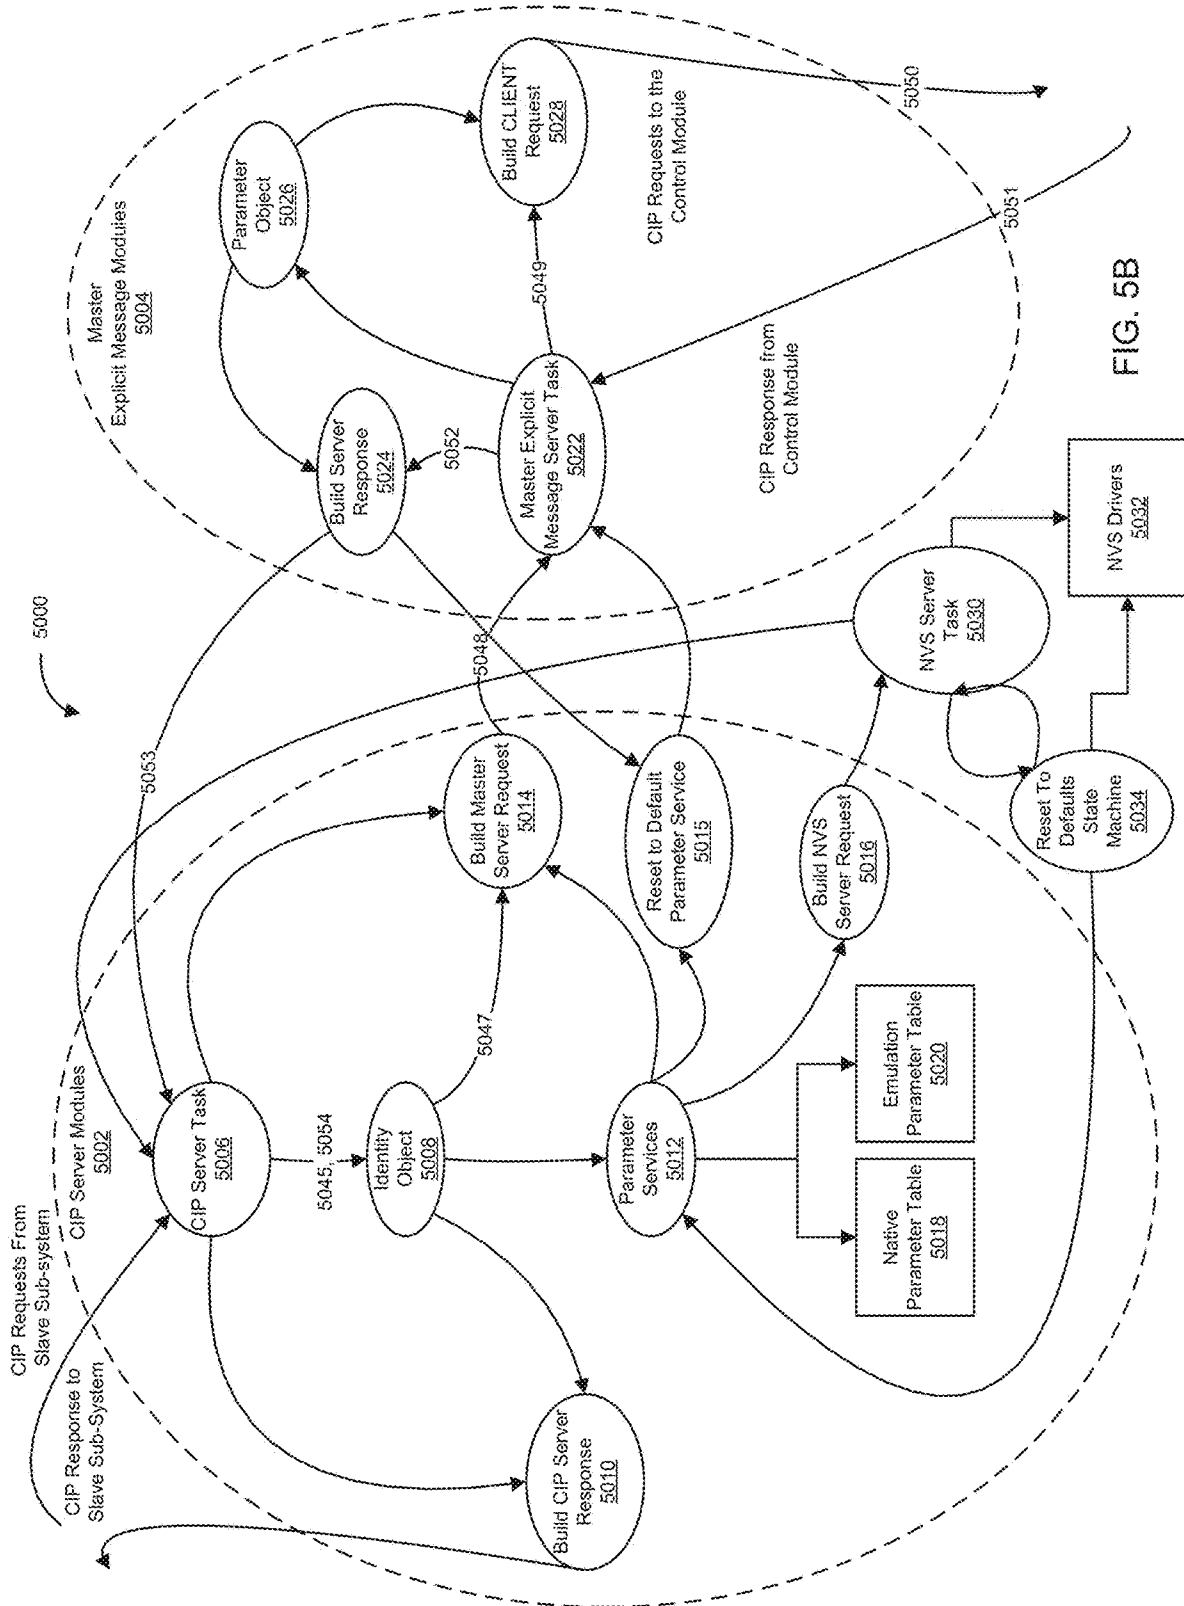 5000
CIP Requests From
Slave Sub-system
CIP Response to
Slave Sub-System
CIP Server Modules
5002
CIP Server Task
5006
5045, 5054
Identity
Object
5008
Build CIP Server
Response
5010
5047
Parameter
Services
5012
Native
Parameter Table
5018
Emulation
Parameter Table
5020
Build Master
Server Request
5014
Reset to Default
Parameter Service
5015
Build NVS
Server Request
5016
5053
5048
Master
Explicit Message Modules
5004
Build Server
Response
5024
5052
Parameter
Object
5026
Master Explicit
Message Server Task
5022
5049
Build CLIENT
Request
5028
5050
CIP Requests to the
Control Module
5051
CIP Response from
Control Module
NVS Server
Task
5030
NVS Drivers
5032
Reset To
Defaults
State
Machine
5034
FIG. 5B